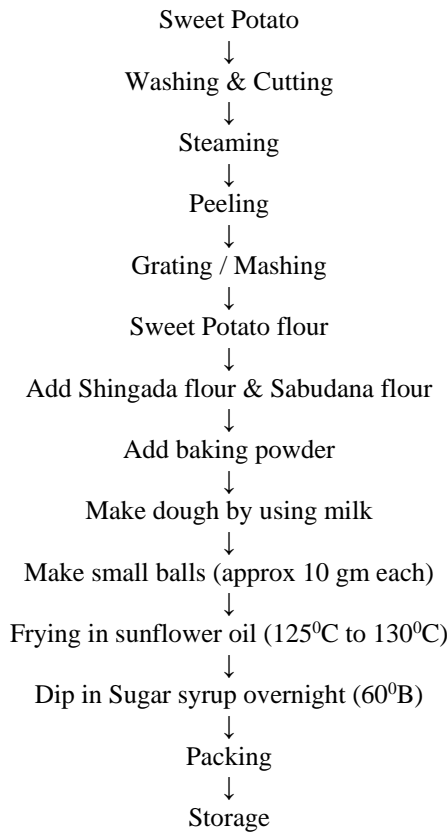 Sweet Potato
↓
Washing & Cutting
↓
Steaming
↓
Peeling
↓
Grating / Mashing
↓
Sweet Potato flour
↓
Add Shingada flour & Sabudana flour
↓
Add baking powder
↓
Make dough by using milk
↓
Make small balls (approx 10 gm each)
↓
Frying in sunflower oil (125⁰C to 130⁰C)
↓
Dip in Sugar syrup overnight (60⁰B)
↓
Packing
↓
Storage